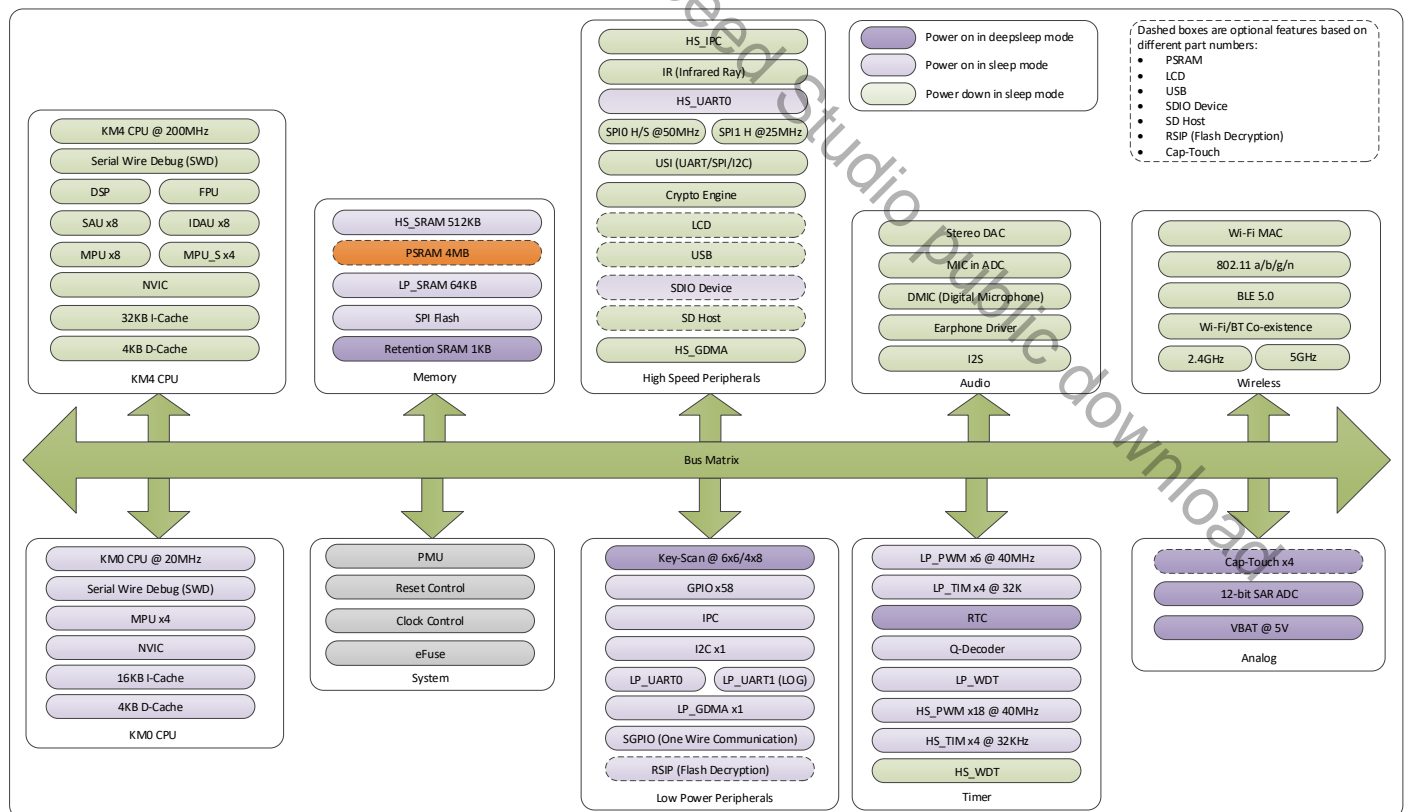 HS_IPC
IR (Infrared Ray)
HS_UART0
SPI0 H/S @50MHz
SPI1 H @25MHz
USI (UART/SPI/I2C)
Crypto Engine
LCD
USB
SDIO Device
SD Host
HS_GDMA
High Speed Peripherals
Power on in deepsleep mode
Power on in sleep mode
Power down in sleep mode
Dashed boxes are optional features based on
different part numbers:
• PSRAM
• LCD
• USB
• SDIO Device
• SD Host
• RSIP (Flash Decryption)
• Cap-Touch
KM4 CPU @ 200MHz
Serial Wire Debug (SWD)
DSP
FPU
SAU x8
IDAU x8
MPU x8
MPU_S x4
NVIC
32KB I-Cache
4KB D-Cache
KM4 CPU
HS_SRAM 512KB
PSRAM 4MB
LP_SRAM 64KB
SPI Flash
Retention SRAM 1KB
Memory
Stereo DAC
MIC in ADC
DMIC (Digital Microphone)
Earphone Driver
I2S
Audio
Wi-Fi MAC
802.11 a/b/g/n
BLE 5.0
Wi-Fi/BT Co-existence
2.4GHz
5GHz
Wireless
Bus Matrix
KM0 CPU @ 20MHz
Serial Wire Debug (SWD)
MPU x4
NVIC
16KB I-Cache
4KB D-Cache
KM0 CPU
PMU
Reset Control
Clock Control
eFuse
System
Key-Scan @ 6x6/4x8
GPIO x58
IPC
I2C x1
LP_UART0
LP_UART1 (LOG)
LP_GDMA x1
SGPIO (One Wire Communication)
RSIP (Flash Decryption)
Low Power Peripherals
LP_PWM x6 @ 40MHz
LP_TIM x4 @ 32K
RTC
Q-Decoder
LP_WDT
HS_PWM x18 @ 40MHz
HS_TIM x4 @ 32KHz
HS_WDT
Timer
Cap-Touch x4
12-bit SAR ADC
VBAT @ 5V
Analog
Studio public download